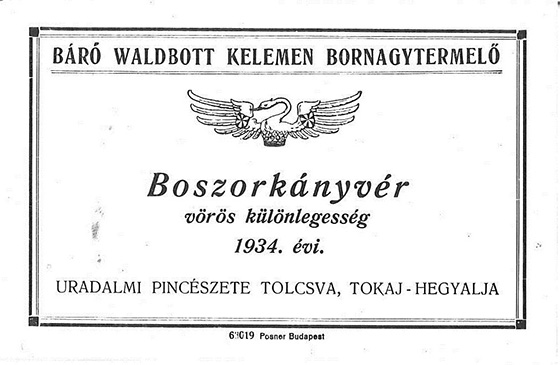 BÁRÓ WALDBOTT KELEMEN BORNAGYTERMELŐ
Boszorkányvér
vörös különlegesség
1934. évi.
URADALMI PINCÉSZETE TOLCSVA, TOKAJ-HEGYALJA
Posner Budapest